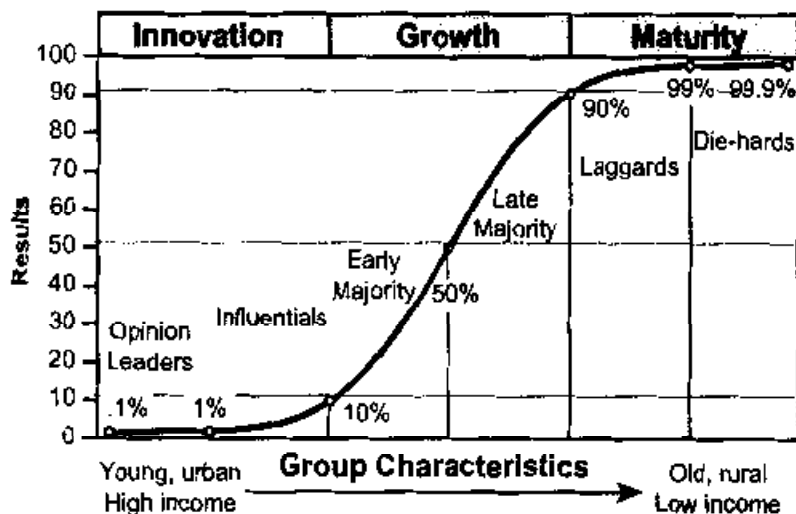 Innovation Growth Maturity
Results
100
90
80
70
60
50
40
30
20
10
0
.1% 1% 10% 50% 90% 99% 99.9%
Opinion
Leaders
Influentials
Early
Majority
Late
Majority
Laggards
Die-hards
Young, urban
High income
Group Characteristics
Old, rural
Low income